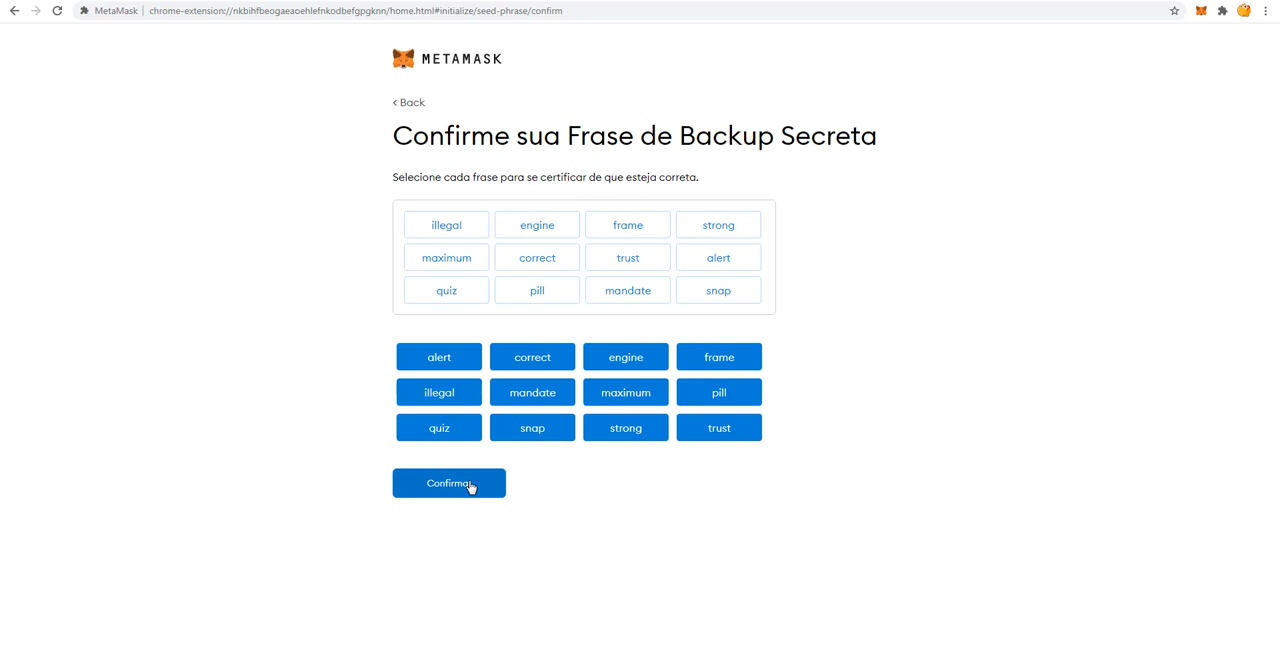 MetaMask | chrome-extension://nkbihfbeogaeaoehlefnkodbefgpgknn/home.html#initialize/seed-phrase/confirm
METAMASK
< Back
Confirme sua Frase de Backup Secreta
Selecione cada frase para se certificar de que esteja correta.
illegal engine frame strong
maximum correct trust alert
quiz pill mandate snap
alert correct engine frame
illegal mandate maximum pill
quiz snap strong trust
Confirmar